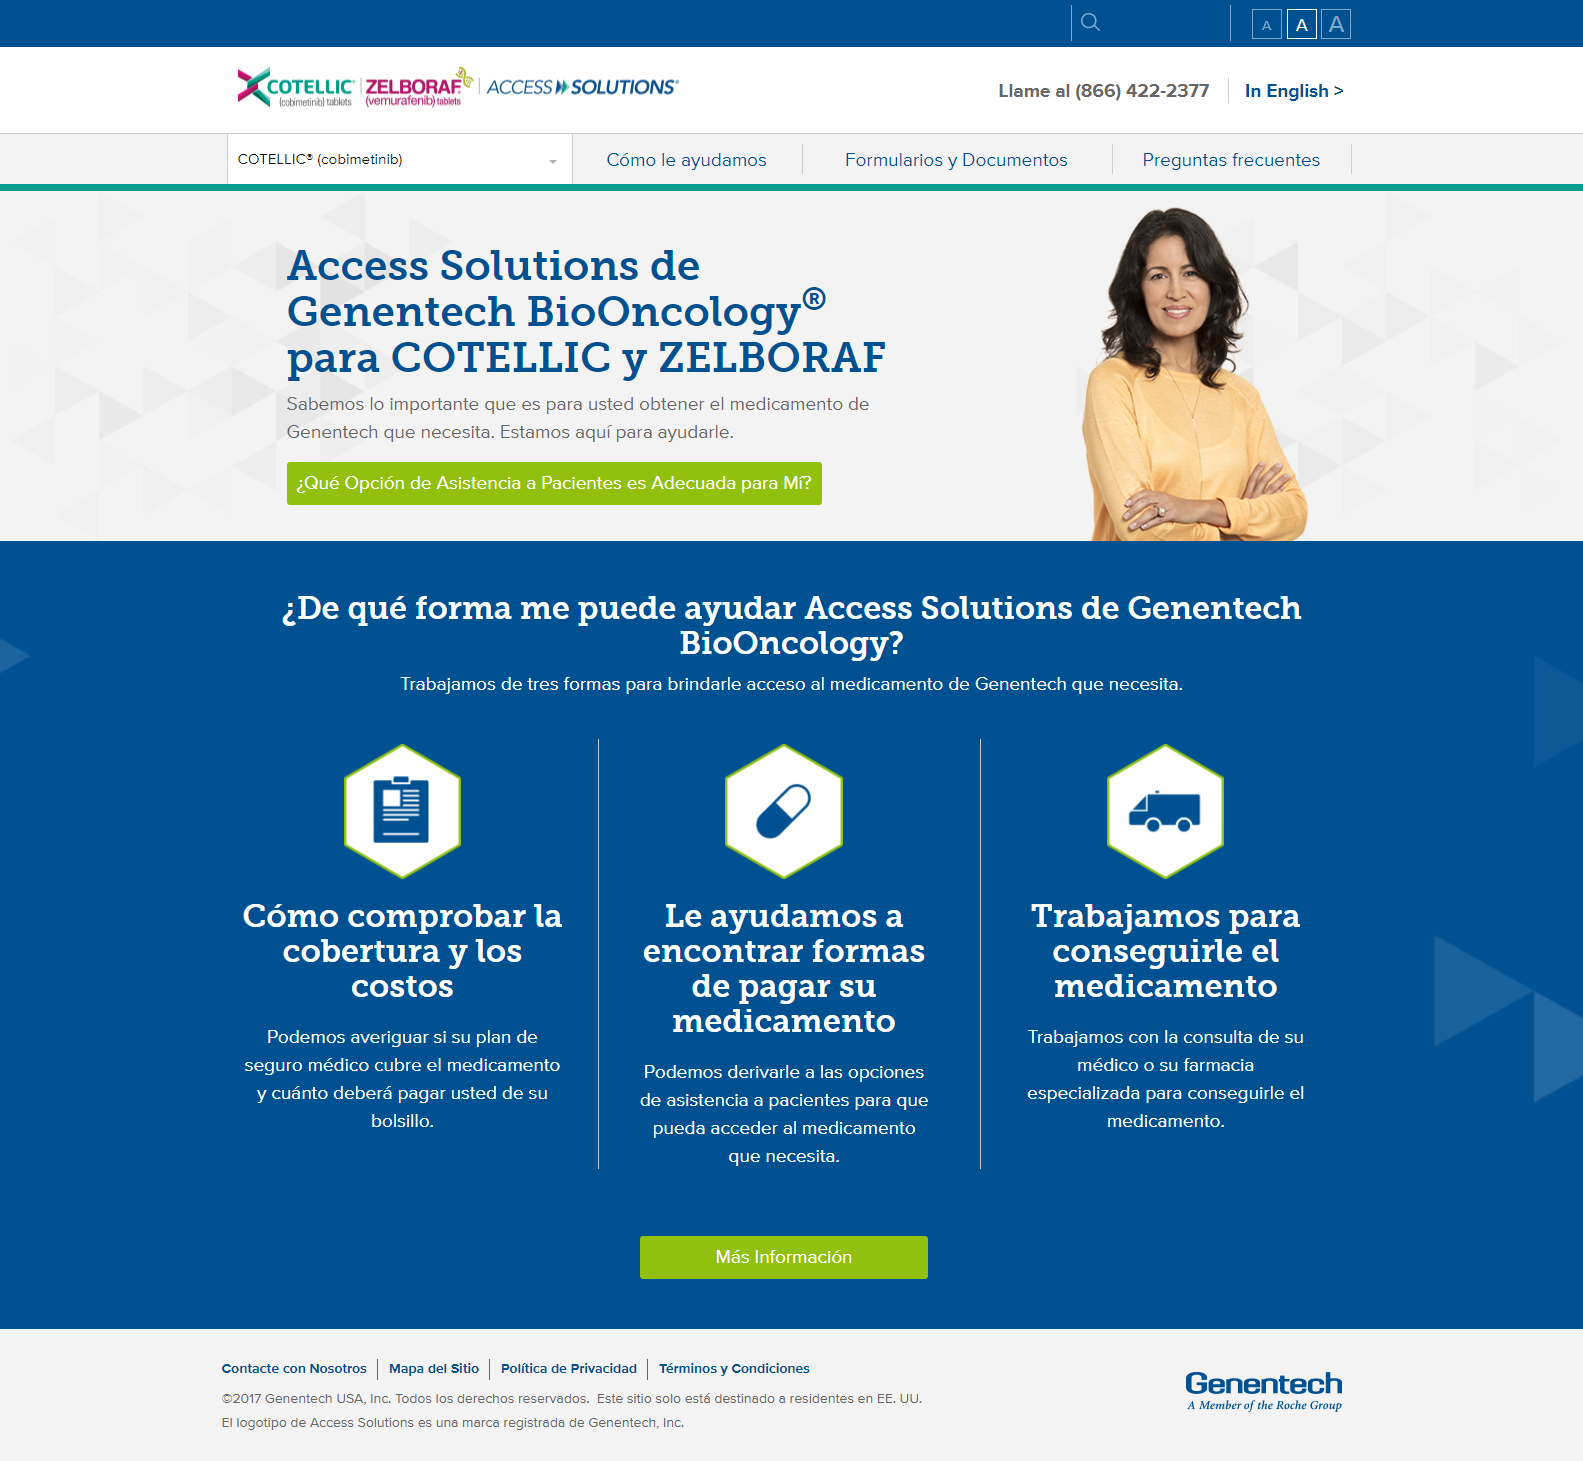 A A A
COTELLIC® (cobimetinib) tablets | ZELBORAF® (vemurafenib) tablets | ACCESS SOLUTIONS®
Llame al (866) 422-2377 In English >
COTELLIC® (cobimetinib) Cómo le ayudamos Formularios y Documentos Preguntas frecuentes
Access Solutions de
Genentech BioOncology®
para COTELLIC y ZELBORAF
Sabemos lo importante que es para usted obtener el medicamento de
Genentech que necesita. Estamos aquí para ayudarle.
¿Qué Opción de Asistencia a Pacientes es Adecuada para Mí?
¿De qué forma me puede ayudar Access Solutions de Genentech
BioOncology?
Trabajamos de tres formas para brindarle acceso al medicamento de Genentech que necesita.
Cómo comprobar la
cobertura y los
costos
Podemos averiguar si su plan de
seguro médico cubre el medicamento
y cuánto deberá pagar usted de su
bolsillo.
Le ayudamos a
encontrar formas
de pagar su
medicamento
Podemos derivarle a las opciones
de asistencia a pacientes para que
pueda acceder al medicamento
que necesita.
Trabajamos para
conseguirle el
medicamento
Trabajamos con la consulta de su
médico o su farmacia
especializada para conseguirle el
medicamento.
Más Información
Contacte con Nosotros Mapa del Sitio Política de Privacidad Términos y Condiciones
©2017 Genentech USA, Inc. Todos los derechos reservados. Este sitio solo está destinado a residentes en EE. UU.
El logotipo de Access Solutions es una marca registrada de Genentech, Inc.
Genentech
A Member of the Roche Group